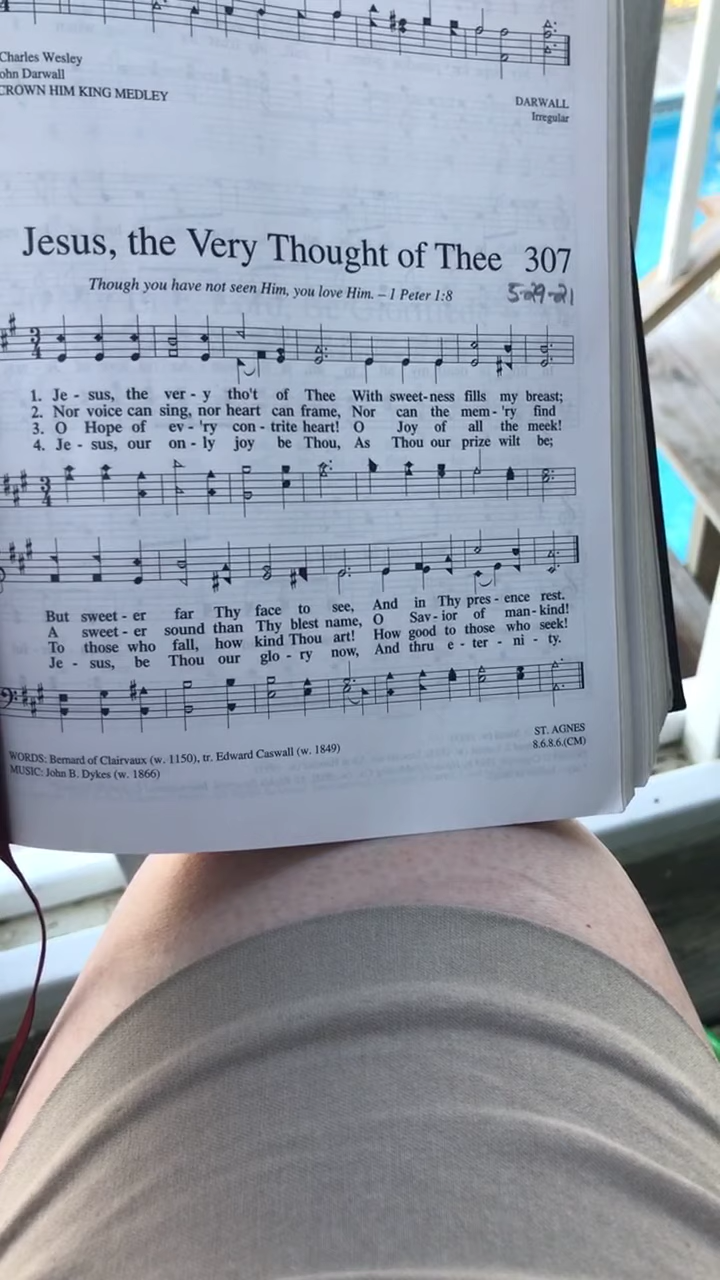 Charles Wesley
ohn Darwall
CROWN HIM KING MEDLEY
DARWALL
Irregular
Jesus, the Very Thought of Thee 307
Though you have not seen Him, you love Him. – 1 Peter 1:8
5-29-21
1. Je - sus, the ver - y tho't of Thee With sweet-ness fills my breast;
2. Nor voice can sing, nor heart can frame, Nor can the mem - 'ry find
3. O Hope of ev - 'ry con - trite heart! O Joy of all the meek!
4. Je - sus, our on - ly joy be Thou, As Thou our prize wilt be;
But sweet - er far Thy face to see, And in Thy pres - ence rest.
A sweet - er sound than Thy blest name, O Sav - ior of man - kind!
To those who fall, how kind Thou art! How good to those who seek!
Je - sus, be Thou our glo - ry now, And thru e - ter - ni - ty.
WORDS: Bernard of Clairvaux (w. 1150), tr. Edward Caswall (w. 1849)
MUSIC: John B. Dykes (w. 1866)
ST. AGNES
8.6.8.6.(CM)